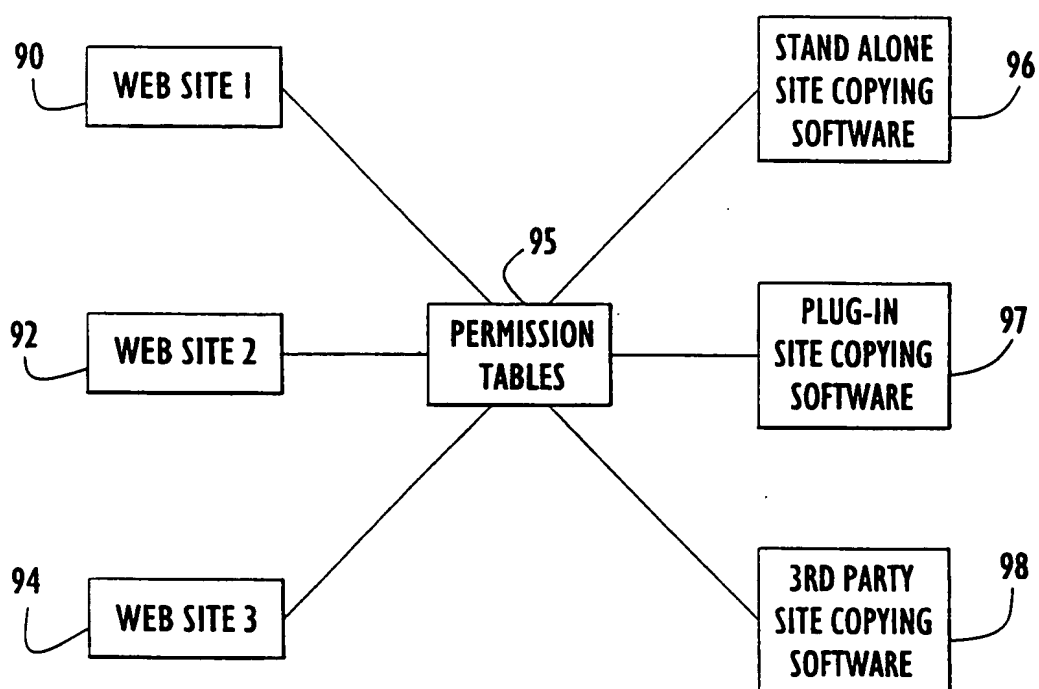 90
WEB SITE 1
92
WEB SITE 2
94
WEB SITE 3
95
PERMISSION
TABLES
STAND ALONE
SITE COPYING
SOFTWARE
96
PLUG-IN
SITE COPYING
SOFTWARE
97
3RD PARTY
SITE COPYING
SOFTWARE
98